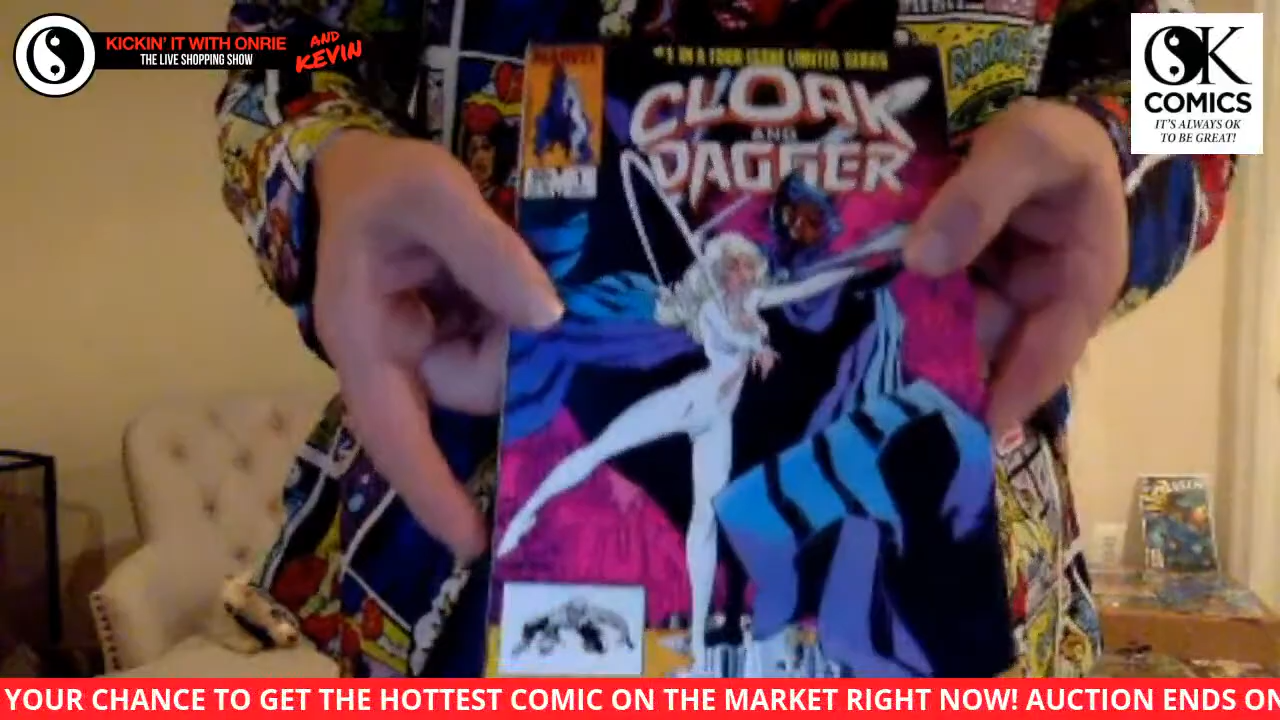 KICKIN' IT WITH ONRIE
THE LIVE SHOPPING SHOW
AND
KEVIN
OK
COMICS
IT'S ALWAYS OK
TO BE GREAT!
MARVEL
#1 IN A FOUR ISSUE LIMITED SERIES
CLOAK
AND
DAGGER
YOUR CHANCE TO GET THE HOTTEST COMIC ON THE MARKET RIGHT NOW! AUCTION ENDS ON